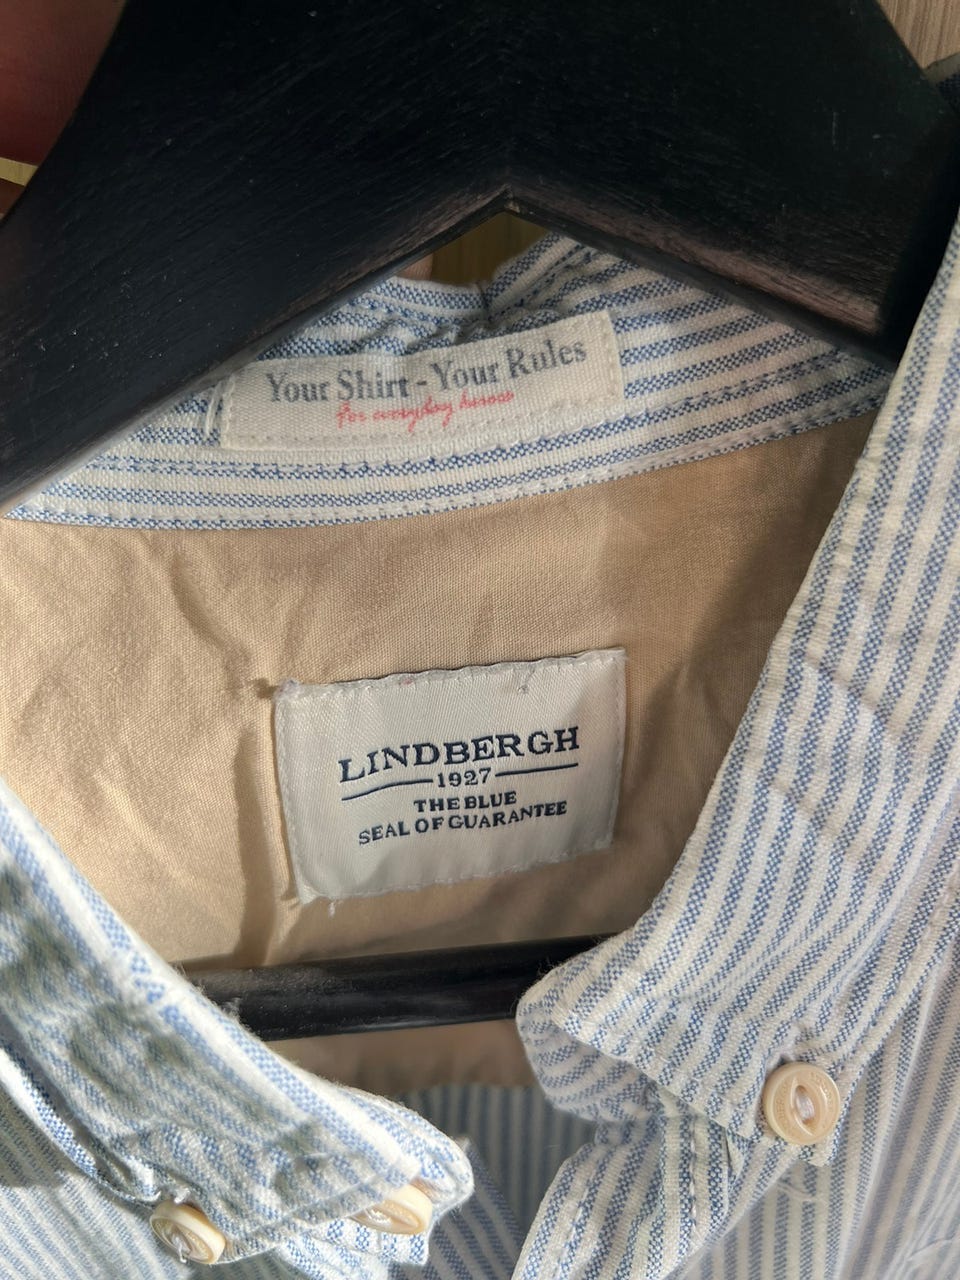 Your Shirt - Your Rules
For everyday heroes
LINDBERGH
1927
THE BLUE
SEAL OF GUARANTEE